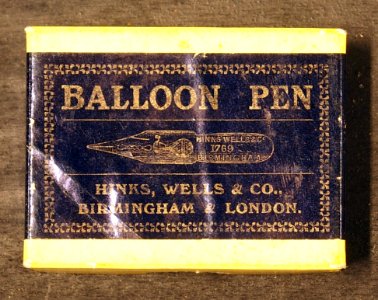 BALLOON PEN
HINKS WELLS & Co
1769
BIRMINGHAM
HINKS, WELLS & CO.,
BIRMINGHAM & LONDON.